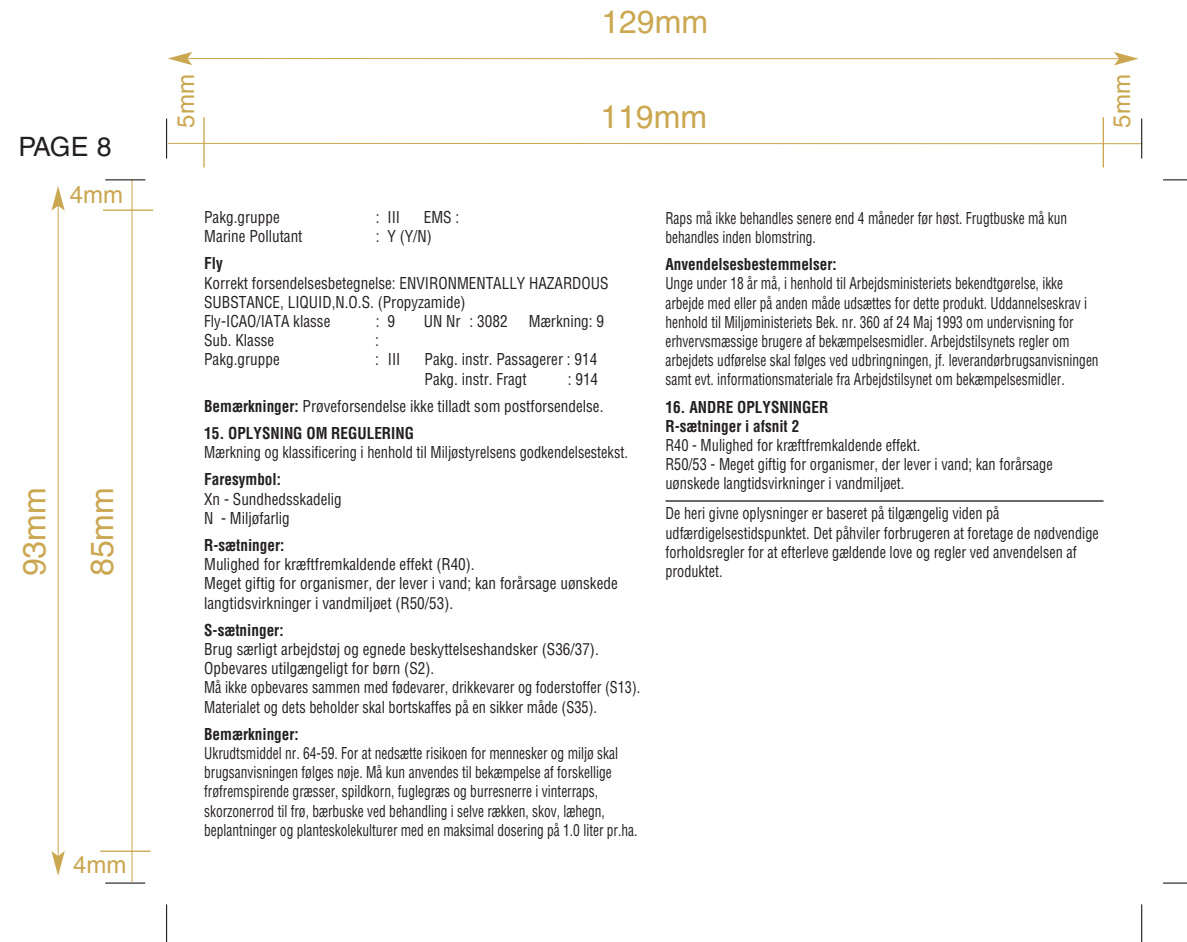 129mm
5mm
119mm
5mm
PAGE 8
4mm
93mm
85mm
4mm
Pakg.gruppe : III EMS :
Marine Pollutant : Y (Y/N)
Fly
Korrekt forsendelsesbetegnelse: ENVIRONMENTALLY HAZARDOUS
SUBSTANCE, LIQUID,N.O.S. (Propyzamide)
Fly-ICAO/IATA klasse : 9 UN Nr : 3082 Mærkning: 9
Sub. Klasse :
Pakg.gruppe : III Pakg. instr. Passagerer : 914
Pakg. instr. Fragt : 914
Bemærkninger: Prøveforsendelse ikke tilladt som postforsendelse.
15. OPLYSNING OM REGULERING
Mærkning og klassificering i henhold til Miljøstyrelsens godkendelsestekst.
Faresymbol:
Xn - Sundhedsskadelig
N - Miljøfarlig
R-sætninger:
Mulighed for kræftfremkaldende effekt (R40).
Meget giftig for organismer, der lever i vand; kan forårsage uønskede
langtidsvirkninger i vandmiljøet (R50/53).
S-sætninger:
Brug særligt arbejdstøj og egnede beskyttelseshandsker (S36/37).
Opbevares utilgængeligt for børn (S2).
Må ikke opbevares sammen med fødevarer, drikkevarer og foderstoffer (S13).
Materialet og dets beholder skal bortskaffes på en sikker måde (S35).
Bemærkninger:
Ukrudtsmiddel nr. 64-59. For at nedsætte risikoen for mennesker og miljø skal
brugsanvisningen følges nøje. Må kun anvendes til bekæmpelse af forskellige
frøfremspirende græsser, spildkorn, fuglegræs og burresnerre i vinterraps,
skorzonerrod til frø, bærbuske ved behandling i selve rækken, skov, læhegn,
beplantninger og planteskolekulturer med en maksimal dosering på 1.0 liter pr.ha.
Raps må ikke behandles senere end 4 måneder før høst. Frugtbuske må kun
behandles inden blomstring.
Anvendelsesbestemmelser:
Unge under 18 år må, i henhold til Arbejdsministeriets bekendtgørelse, ikke
arbejde med eller på anden måde udsættes for dette produkt. Uddannelseskrav i
henhold til Miljøministeriets Bek. nr. 360 af 24 Maj 1993 om undervisning for
erhvervsmæssige brugere af bekæmpelsesmidler. Arbejdstilsynets regler om
arbejdets udførelse skal følges ved udbringningen, jf. leverandørbrugsanvisningen
samt evt. informationsmateriale fra Arbejdstilsynet om bekæmpelsesmidler.
16. ANDRE OPLYSNINGER
R-sætninger i afsnit 2
R40 - Mulighed for kræftfremkaldende effekt.
R50/53 - Meget giftig for organismer, der lever i vand; kan forårsage
uønskede langtidsvirkninger i vandmiljøet.
De heri givne oplysninger er baseret på tilgængelig viden på
udfærdigelsestidspunktet. Det påhviler forbrugeren at foretage de nødvendige
forholdsregler for at efterleve gældende love og regler ved anvendelsen af
produktet.